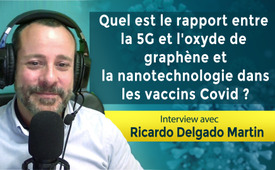 Quel est le rapport entre
la 5G et l'oxyde de
graphène et
la nanotechnologie dans
les vaccins Covid ?
Interview avec
Ricardo Delgado Martin